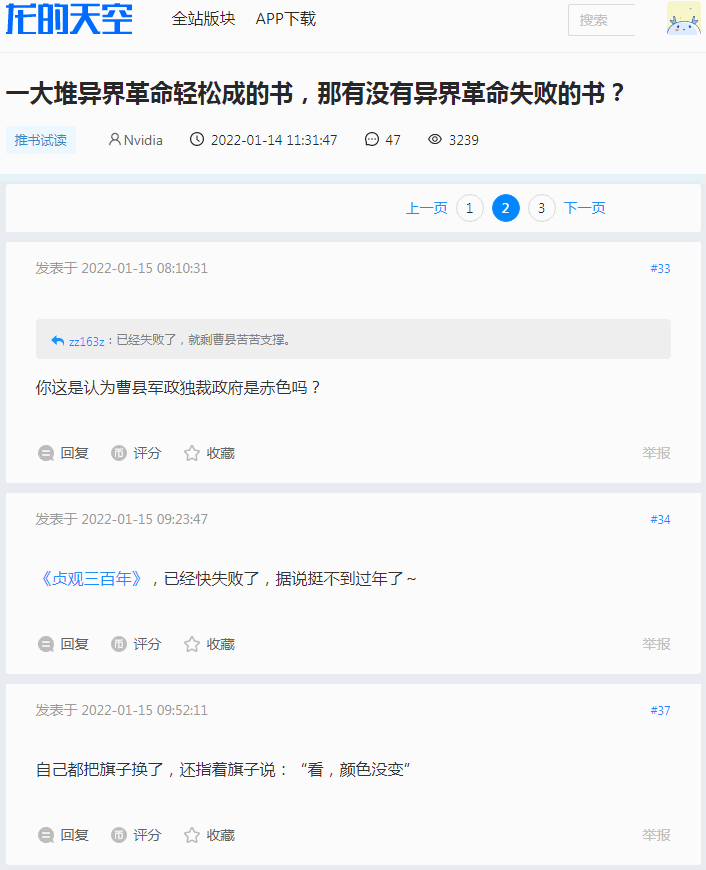 龙的天空 全站版块 APP下载 搜索
一大堆异界革命轻松成的书，那有没有异界革命失败的书？
推书试读 Nvidia 2022-01-14 11:31:47 47 3239
上一页 1 2 3 下一页
发表于 2022-01-15 08:10:31 #33
zz163z：已经失败了，就剩曹县苦苦支撑。
你这是认为曹县军政独裁政府是赤色吗？
回复 评分 收藏 举报
发表于 2022-01-15 09:23:47 #34
《贞观三百年》，已经快失败了，据说挺不到过年了～
回复 评分 收藏 举报
发表于 2022-01-15 09:52:11 #37
自己都把旗子换了，还指着旗子说：“看，颜色没变”
回复 评分 收藏 举报